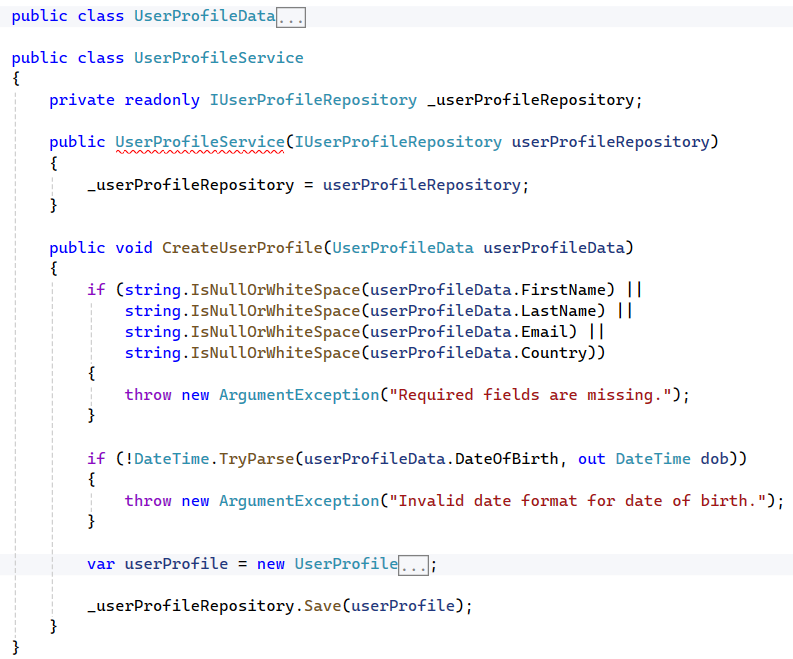 public class UserProfileData...
public class UserProfileService
{
private readonly IUserProfileRepository _userProfileRepository;
public UserProfileService(IUserProfileRepository userProfileRepository)
{
_userProfileRepository = userProfileRepository;
}
public void CreateUserProfile(UserProfileData userProfileData)
{
if (string.IsNullOrWhiteSpace(userProfileData.FirstName) ||
string.IsNullOrWhiteSpace(userProfileData.LastName) ||
string.IsNullOrWhiteSpace(userProfileData.Email) ||
string.IsNullOrWhiteSpace(userProfileData.Country))
{
throw new ArgumentException("Required fields are missing.");
}
if (!DateTime.TryParse(userProfileData.DateOfBirth, out DateTime dob))
{
throw new ArgumentException("Invalid date format for date of birth.");
}
var userProfile = new UserProfile...;
_userProfileRepository.Save(userProfile);
}
}